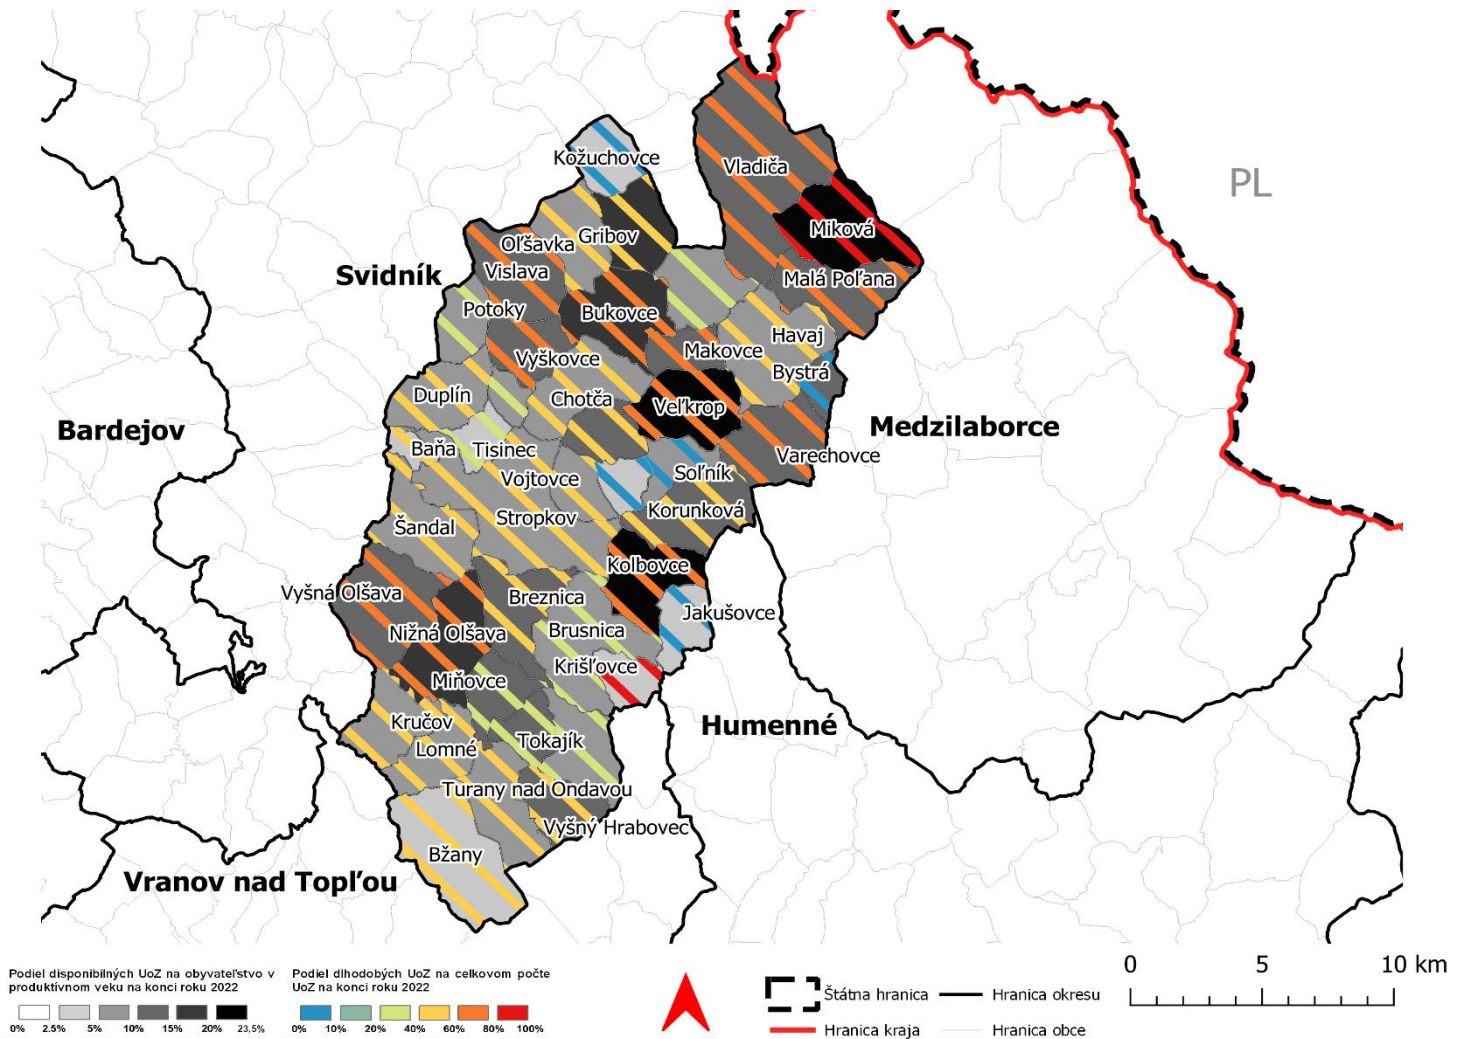 Kožuchovce
Vladiča
PL
Miková
Gribov
Oľšavka
Vislava
Svidník
Malá Poľana
Potoky
Bukovce
Havaj
Makovce
Vyškovce
Bystrá
Duplín
Chotča
Veľkrop
Bardejov
Medzilaborce
Baňa
Tisinec
Varechovce
Vojtovce
Soľník
Stropkov
Korunková
Šandal
Kolbovce
Vyšná Olšava
Breznica
Jakušovce
Nižná Olšava
Brusnica
Krišľovce
Miňovce
Kručov
Humenné
Tokajík
Lomné
Turany nad Ondavou
Vyšný Hrabovec
Bžany
Vranov nad Topľou
Podiel disponibilných UoZ na obyvateľstvo v
produktívnom veku na konci roku 2022
0% 2.5% 5% 10% 15% 20% 23,5%
Podiel dlhodobých UoZ na celkovom počte
UoZ na konci roku 2022
0% 10% 20% 40% 60% 80% 100%
Štátna hranica
Hranica kraja
Hranica okresu
Hranica obce
0 5 10 km